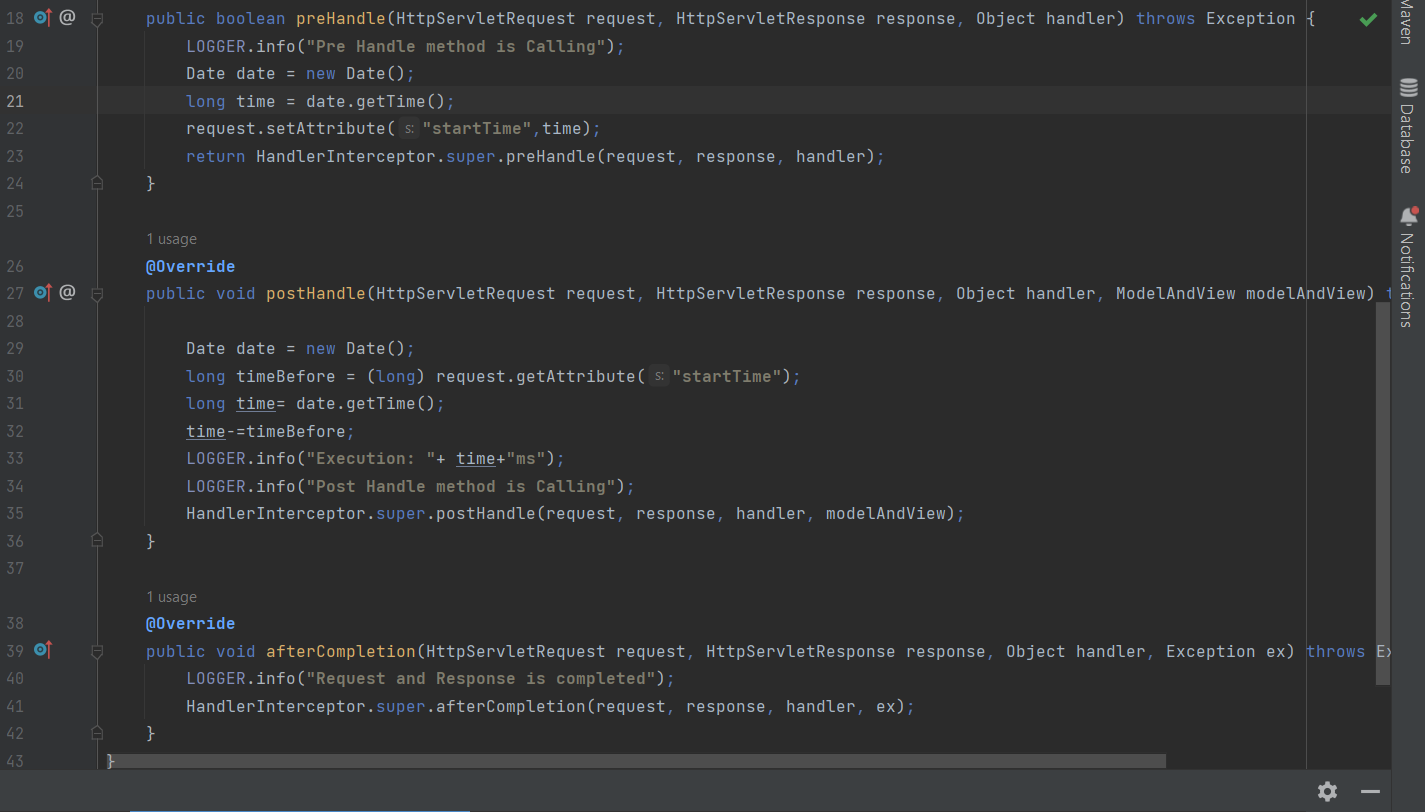 18 @ public boolean preHandle(HttpServletRequest request, HttpServletResponse response, Object handler) throws Exception {
19 LOGGER.info("Pre Handle method is Calling");
20 Date date = new Date();
21 long time = date.getTime();
22 request.setAttribute( s: "startTime",time);
23 return HandlerInterceptor.super.preHandle(request, response, handler);
24 }
25
1 usage
26 @Override
27 @ public void postHandle(HttpServletRequest request, HttpServletResponse response, Object handler, ModelAndView modelAndView) t
28
29 Date date = new Date();
30 long timeBefore = (long) request.getAttribute( s: "startTime");
31 long time= date.getTime();
32 time-=timeBefore;
33 LOGGER.info("Execution: "+ time+"ms");
34 LOGGER.info("Post Handle method is Calling");
35 HandlerInterceptor.super.postHandle(request, response, handler, modelAndView);
36 }
37
1 usage
38 @Override
39 public void afterCompletion(HttpServletRequest request, HttpServletResponse response, Object handler, Exception ex) throws Ex
40 LOGGER.info("Request and Response is completed");
41 HandlerInterceptor.super.afterCompletion(request, response, handler, ex);
42 }
43 }
Maven
Database
Notifications